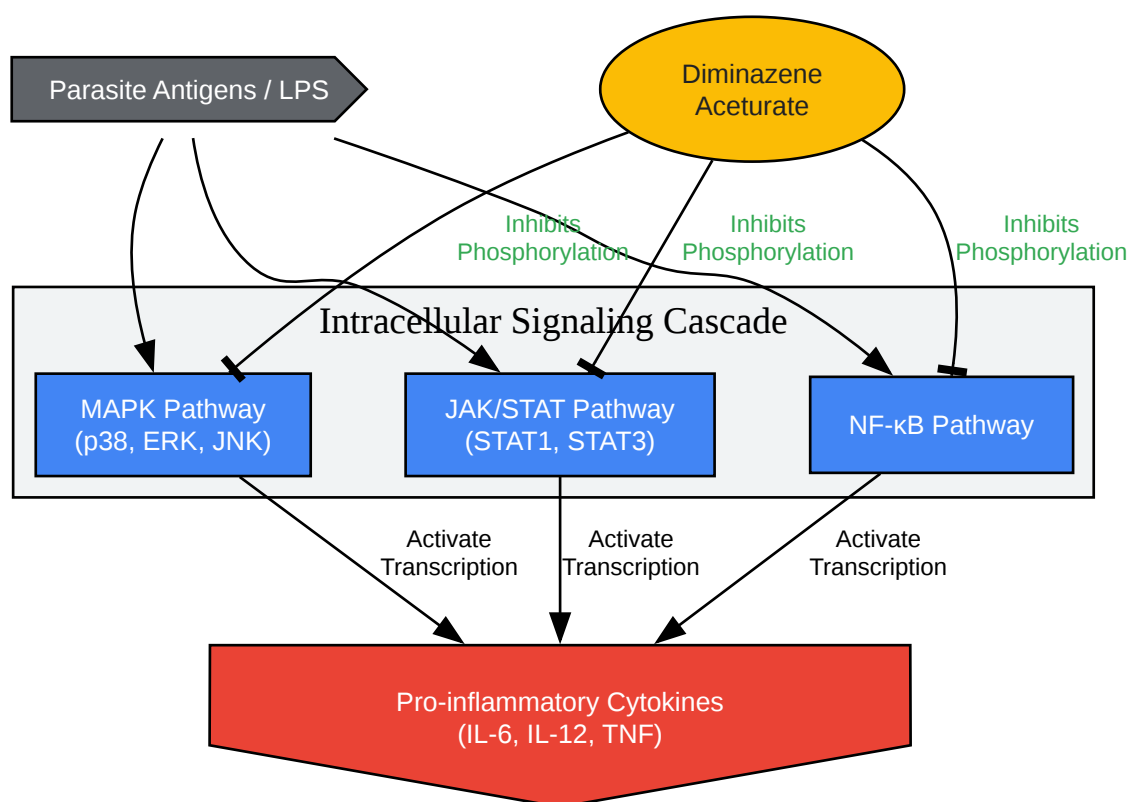 Parasite Antigens / LPS
Diminazene
Aceturate
Inhibits
Phosphorylation
Inhibits
Phosphorylation
Inhibits
Phosphorylation
Intracellular Signaling Cascade
MAPK Pathway
(p38, ERK, JNK)
JAK/STAT Pathway
(STAT1, STAT3)
NF-κB Pathway
Activate
Transcription
Activate
Transcription
Activate
Transcription
Pro-inflammatory Cytokines
(IL-6, IL-12, TNF)